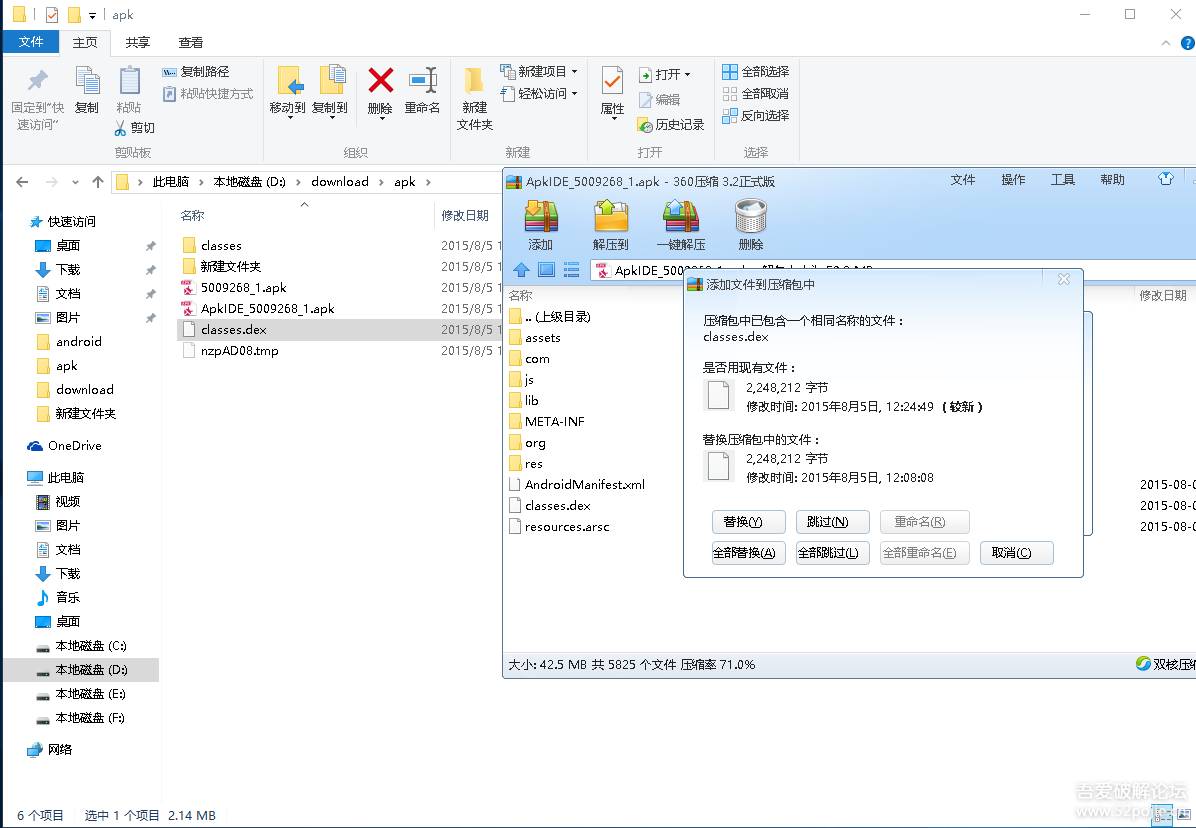 apk
文件 主页 共享 查看
固定到"快速访问"
复制
粘贴
复制路径
粘贴快捷方式
剪切
剪贴板
移动到 复制到 删除 重命名
组织
新建文件夹
新建项目
轻松访问
新建
属性
打开
编辑
历史记录
打开
全部选择
全部取消
反向选择
选择
此电脑 本地磁盘 (D:) download apk
快速访问
桌面
下载
文档
图片
android
apk
download
新建文件夹
OneDrive
此电脑
视频
图片
文档
下载
音乐
桌面
本地磁盘 (C:)
本地磁盘 (D:)
本地磁盘 (E:)
本地磁盘 (F:)
网络
名称 修改日期
classes 2015/8/5 1
新建文件夹 2015/8/5 1
5009268_1.apk 2015/8/5 1
ApkIDE_5009268_1.apk 2015/8/5 1
classes.dex 2015/8/5 1
nzpAD08.tmp 2015/8/5 1
6 个项目 选中 1 个项目 2.14 MB
ApkIDE_5009268_1.apk - 360压缩 3.2正式版
文件 操作 工具 帮助
添加 解压到 一键解压 删除
名称 修改日期
.. (上级目录)
assets
com
js
lib
META-INF
org
res
AndroidManifest.xml 2015-08-0
classes.dex 2015-08-0
resources.arsc 2015-08-0
大小: 42.5 MB 共 5825 个文件 压缩率 71.0%
双核压缩
添加文件到压缩包中
压缩包中已包含一个相同名称的文件：
classes.dex
是否用现有文件：
2,248,212 字节
修改时间: 2015年8月5日, 12:24:49 （较新）
替换压缩包中的文件：
2,248,212 字节
修改时间: 2015年8月5日, 12:08:08
替换(Y) 跳过(N) 重命名(R)
全部替换(A) 全部跳过(L) 全部重命名(E) 取消(C)
吾爱破解论坛